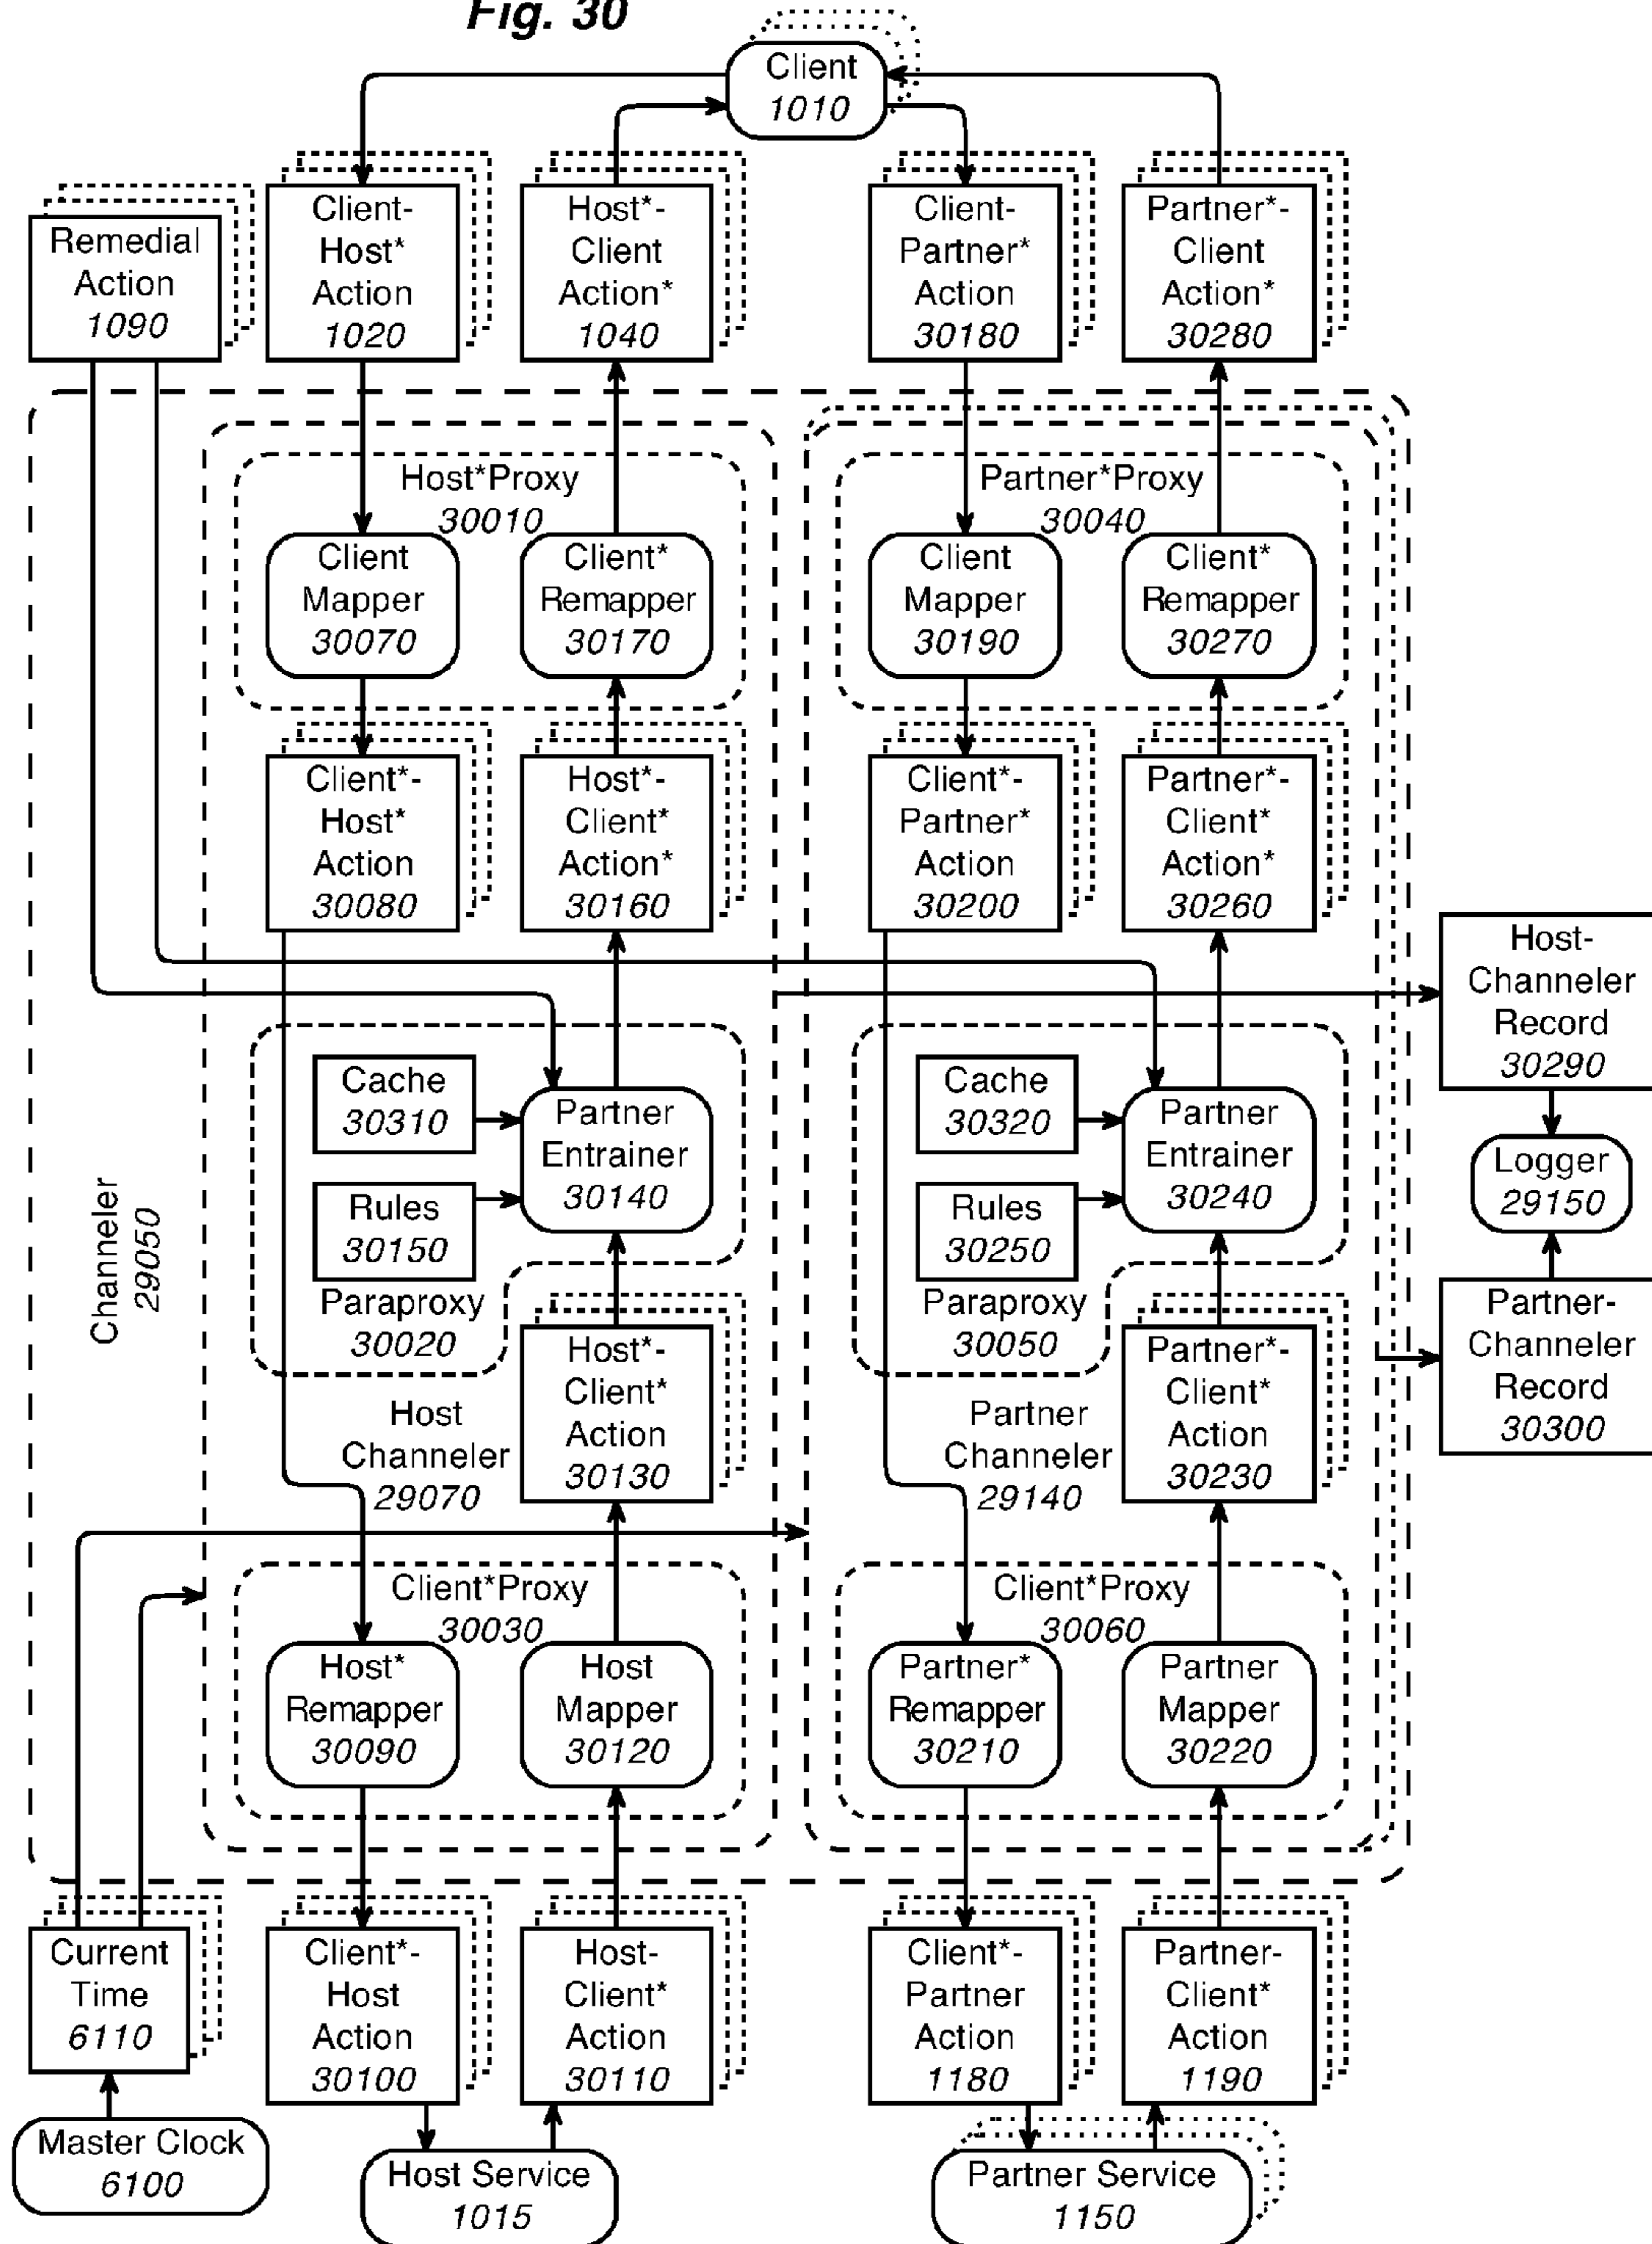 Fig. 30
Client
1010
Remedial
Action
1090
Client-
Host*
Action
1020
Host*-
Client
Action*
1040
Client-
Partner*
Action
30180
Partner*-
Client
Action*
30280
Host*Proxy
30010
Partner*Proxy
30040
Client
Mapper
30070
Client*
Remapper
30170
Client
Mapper
30190
Client*
Remapper
30270
Client*-
Host*
Action
30080
Host*-
Client*
Action*
30160
Client*-
Partner*
Action
30200
Partner*-
Client*
Action*
30260
Host-
Channeler
Record
30290
Cache
30310
Partner
Entrainer
30140
Cache
30320
Partner
Entrainer
30240
Logger
29150
Rules
30150
Rules
30250
Channeler
29050
Paraproxy
30020
Paraproxy
30050
Partner-
Channeler
Record
30300
Host*-
Client*
Action
30130
Partner*-
Client*
Action
30230
Host
Channeler
29070
Partner
Channeler
29140
Client*Proxy
30030
Client*Proxy
30060
Host*
Remapper
30090
Host
Mapper
30120
Partner*
Remapper
30210
Partner
Mapper
30220
Current
Time
6110
Client*-
Host
Action
30100
Host-
Client*
Action
30110
Client*-
Partner
Action
1180
Partner-
Client*
Action
1190
Master Clock
6100
Host Service
1015
Partner Service
1150